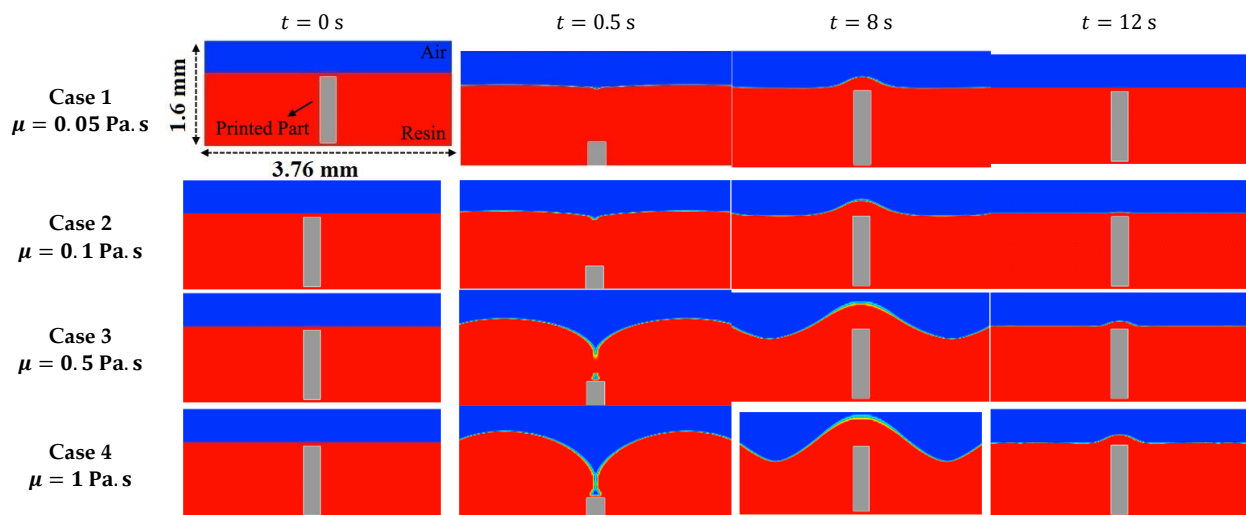 t = 0 s
t = 0.5 s
t = 8 s
t = 12 s
Air
1.6 mm
Printed Part
Resin
3.76 mm
Case 1
μ = 0.05 Pa.s
Case 2
μ = 0.1 Pa.s
Case 3
μ = 0.5 Pa.s
Case 4
μ = 1 Pa.s